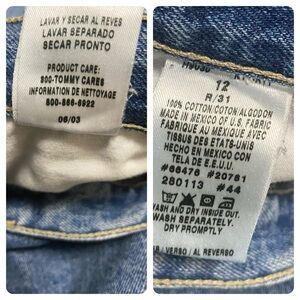 LAVAR Y SECAR AL REVES
LAVAR SEPARADO
SECAR PRONTO
PRODUCT CARE:
800-TOMMY CARES
INFORMATION DE NETTOYAGE
800-866-6922
06/03
12
R/31
100% COTTON/COTON/ALGODON
MADE IN MEXICO OF U.S. FABRIC
FABRIQUE AU MEXIQUE AVEC
TISSUS DES ETATS-UNIS
HECHO EN MEXICO CON
TELA DE E.E.U.U.
#66476 #20761
280113 #44
WASH AND DRY INSIDE OUT.
WASH SEPARATELY.
DRY PROMPTLY
/ VERSO / AL REVERSO